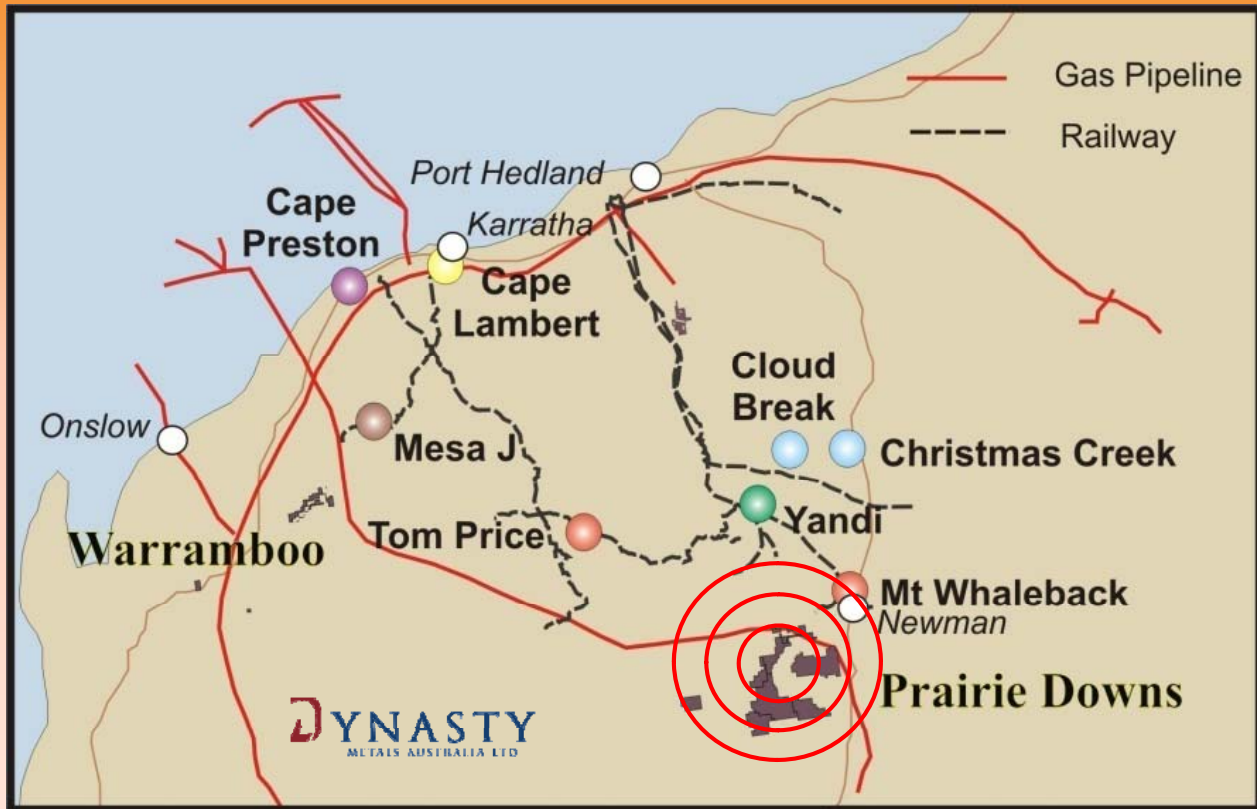 Gas Pipeline
Railway
Port Hedland
Cape
Preston
Karratha
Cape
Lambert
Cloud
Break
Onslow
Mesa J
Christmas Creek
Warramboo
Tom Price
Yandi
Mt Whaleback
Newman
Prairie Downs
DYNASTY
METALS AUSTRALIA LTD